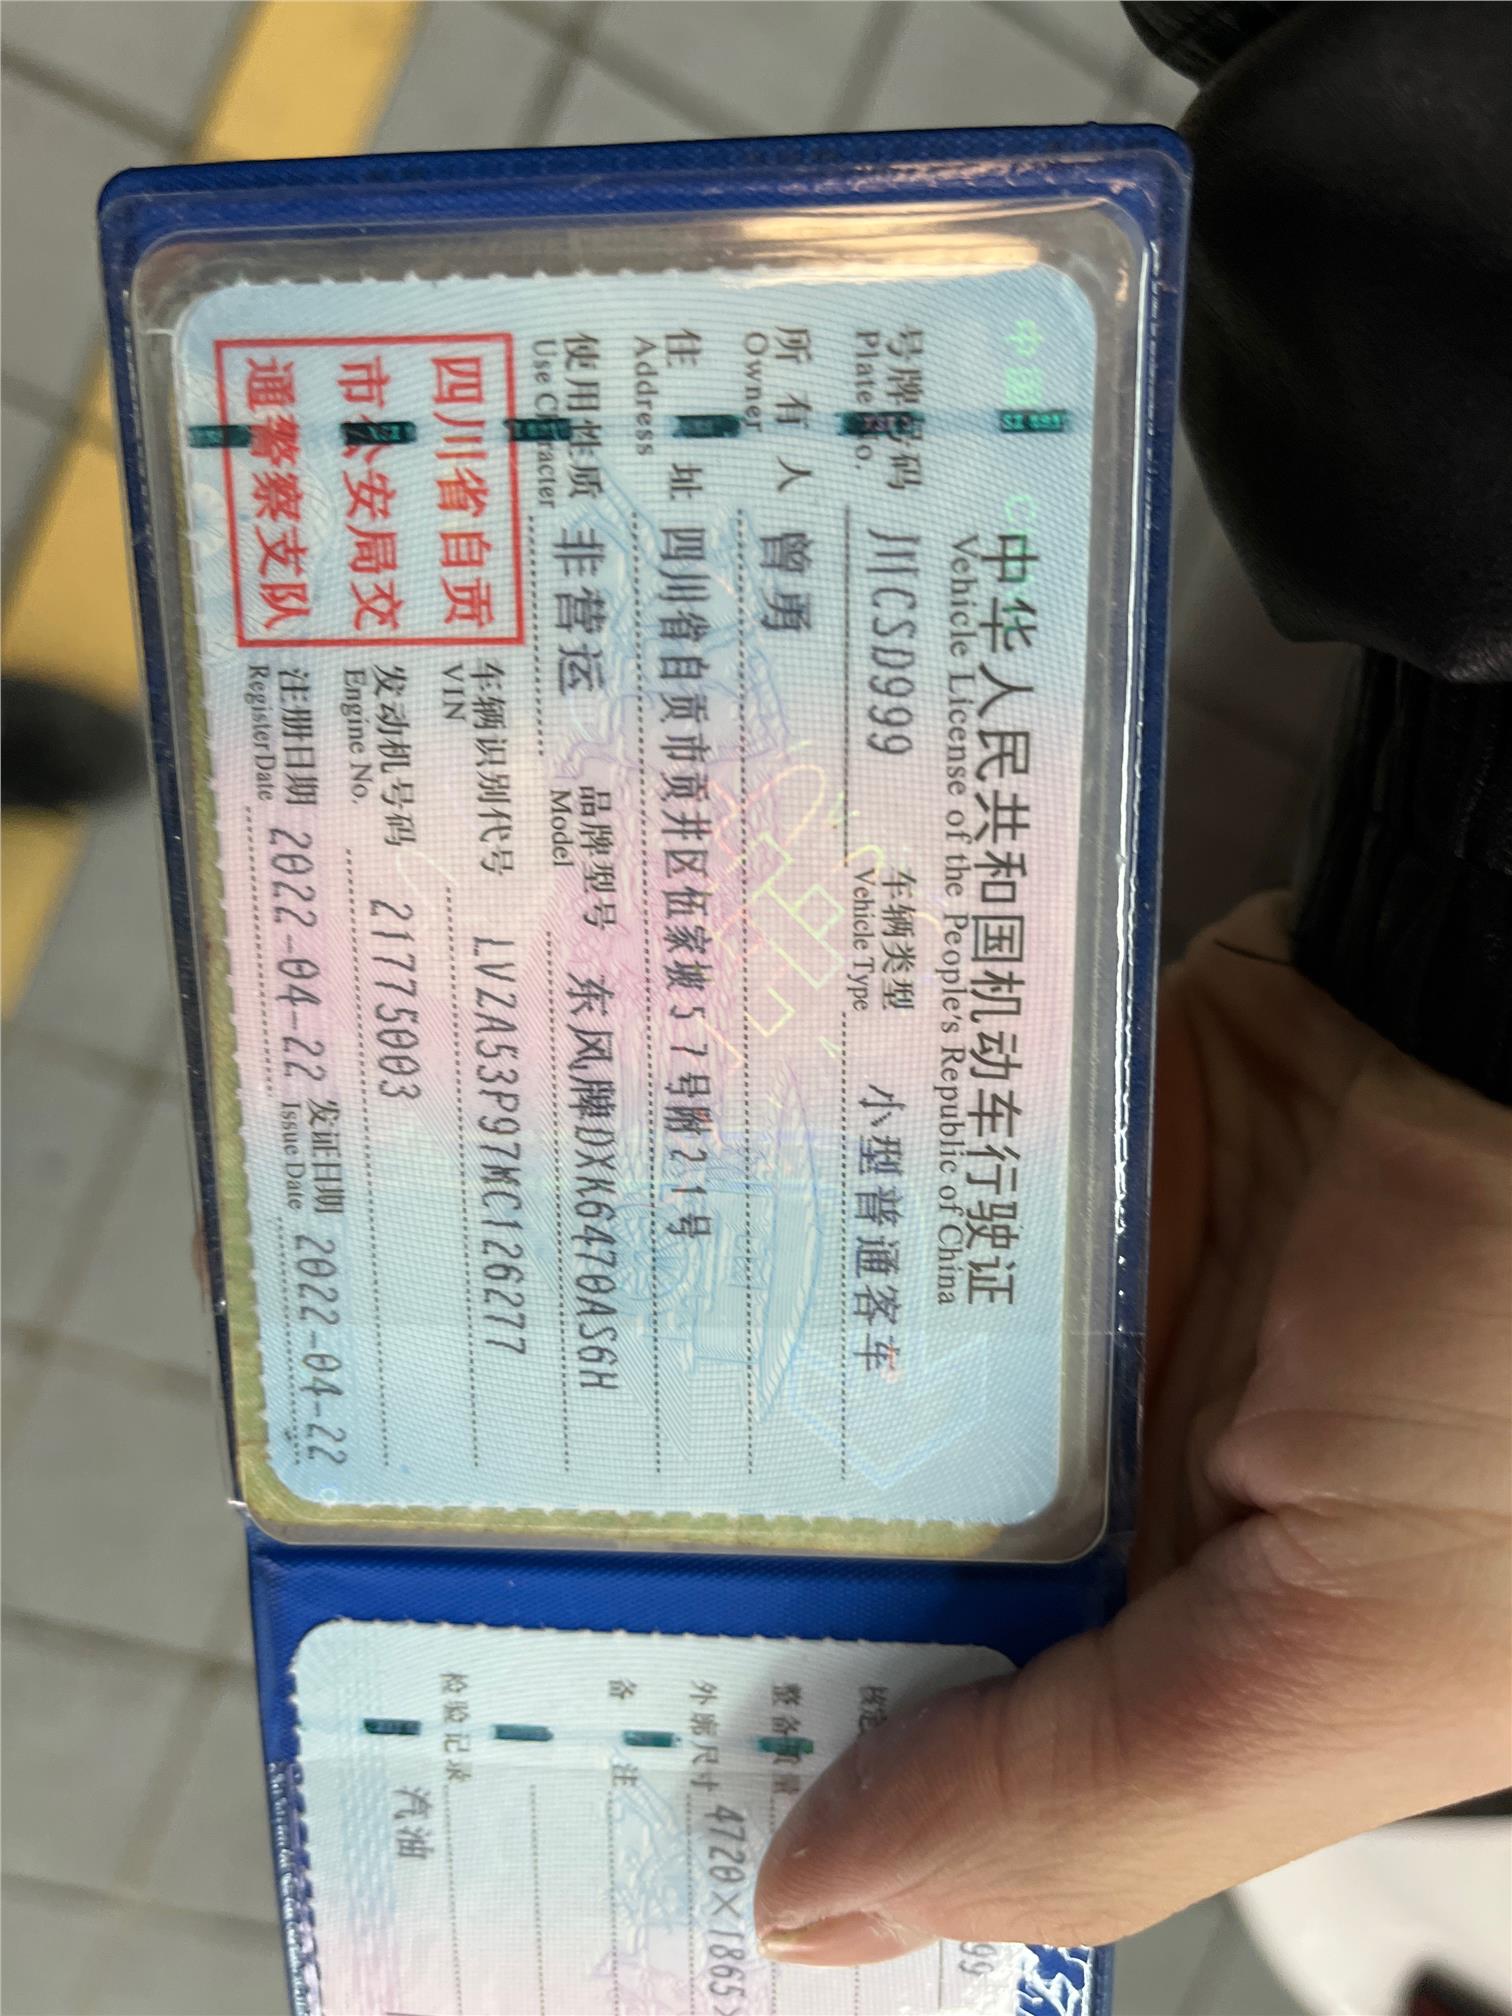 中华人民共和国机动车行驶证
Vehicle License of the People's Republic of China
号牌号码 川CSD999 车辆类型 小型普通客车
Plate No. Vehicle Type
所有人 曾勇
Owner
住址 四川省自贡市贡井区伍家坡57号附21号
Address
使用性质 非营运 品牌型号 东风牌DXK6470AS6H
Use Character Model
四川省自贡
市公安局交
通警察支队
车辆识别代号 LVZA53P97MC126277
VIN
发动机号码 21775003
Engine No.
注册日期 2022-04-22 发证日期 2022-04-22
Register Date Issue Date
核定
整备质量
外廓尺寸 4720×1865×
备注
检验记录
汽油